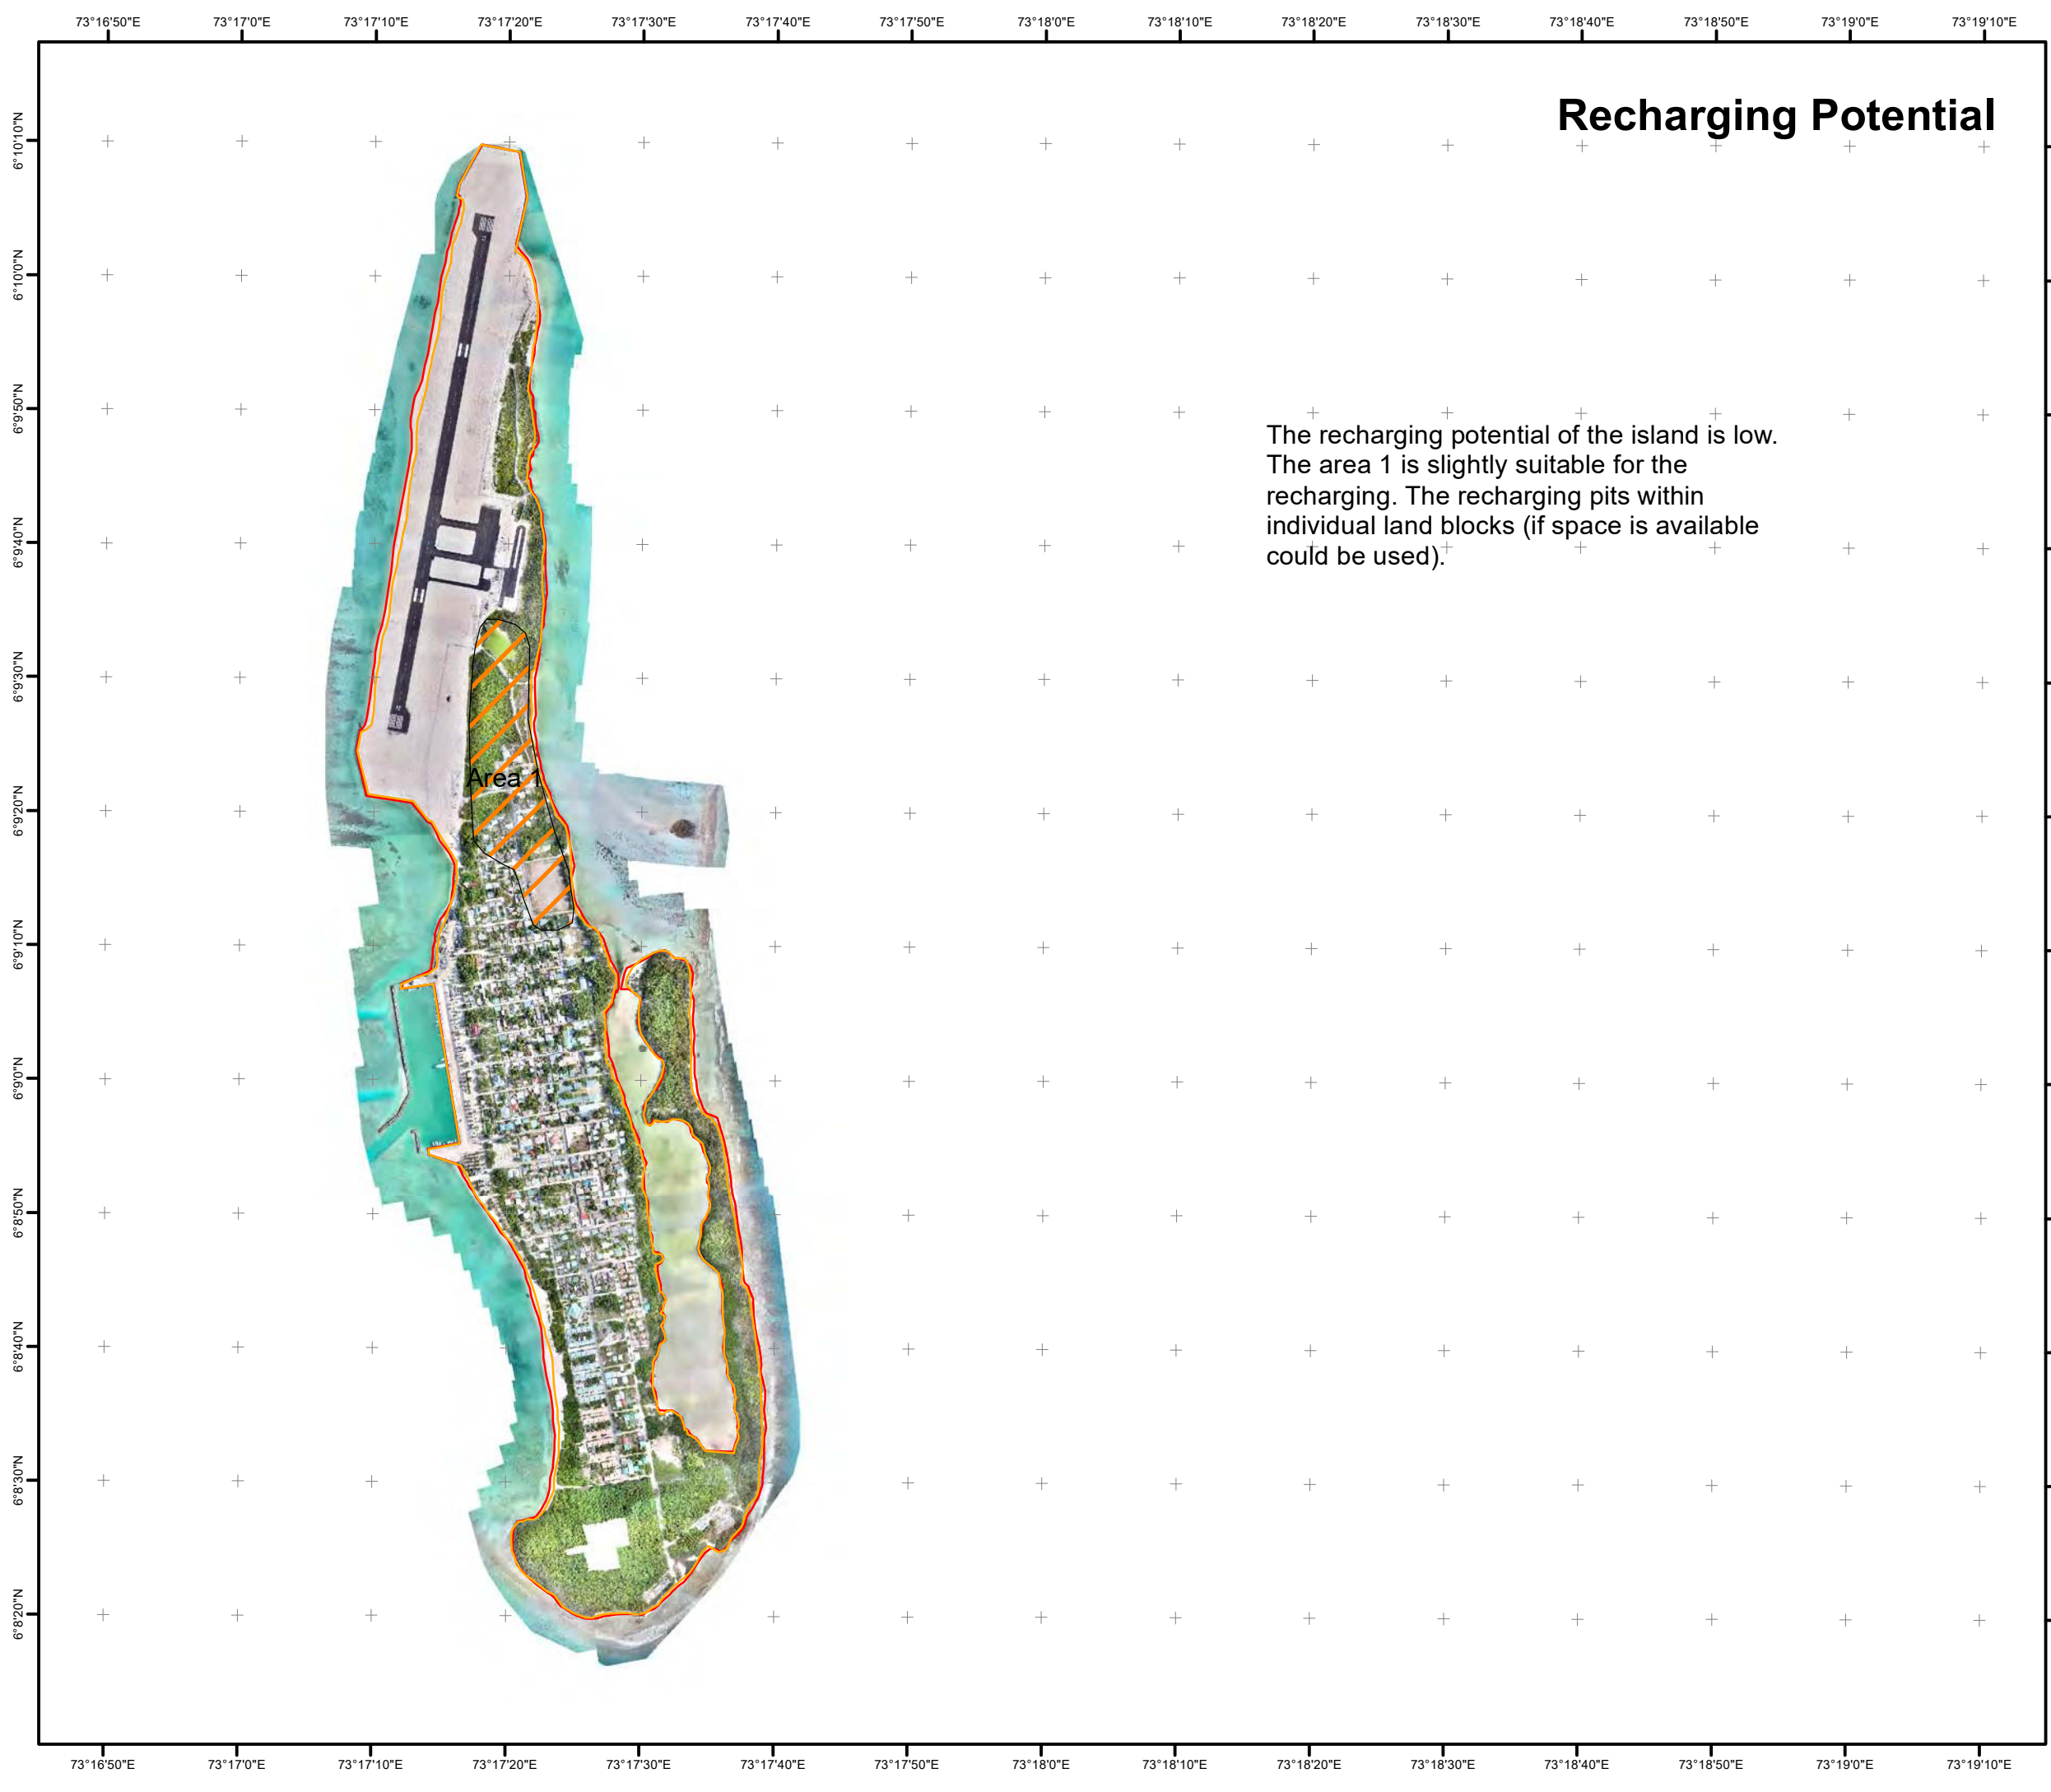 73°16'50"E 73°17'0"E 73°17'10"E 73°17'20"E 73°17'30"E 73°17'40"E 73°17'50"E 73°18'0"E 73°18'10"E 73°18'20"E 73°18'30"E 73°18'40"E 73°18'50"E 73°19'0"E 73°19'10"E
Recharging Potential
6°10'10"N
6°10'0"N
6°9'50"N
6°9'40"N
6°9'30"N
6°9'20"N
6°9'10"N
6°9'0"N
6°8'50"N
6°8'40"N
6°8'30"N
6°8'20"N
The recharging potential of the island is low.
The area 1 is slightly suitable for the
recharging. The recharging pits within
individual land blocks (if space is available
could be used).
Area 1
73°16'50"E 73°17'0"E 73°17'10"E 73°17'20"E 73°17'30"E 73°17'40"E 73°17'50"E 73°18'0"E 73°18'10"E 73°18'20"E 73°18'30"E 73°18'40"E 73°18'50"E 73°19'0"E 73°19'10"E